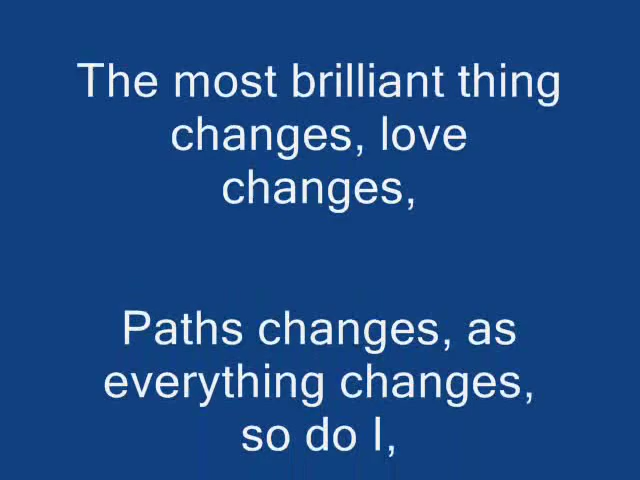 The most brilliant thing
changes, love
changes,
Paths changes, as
everything changes,
so do I,